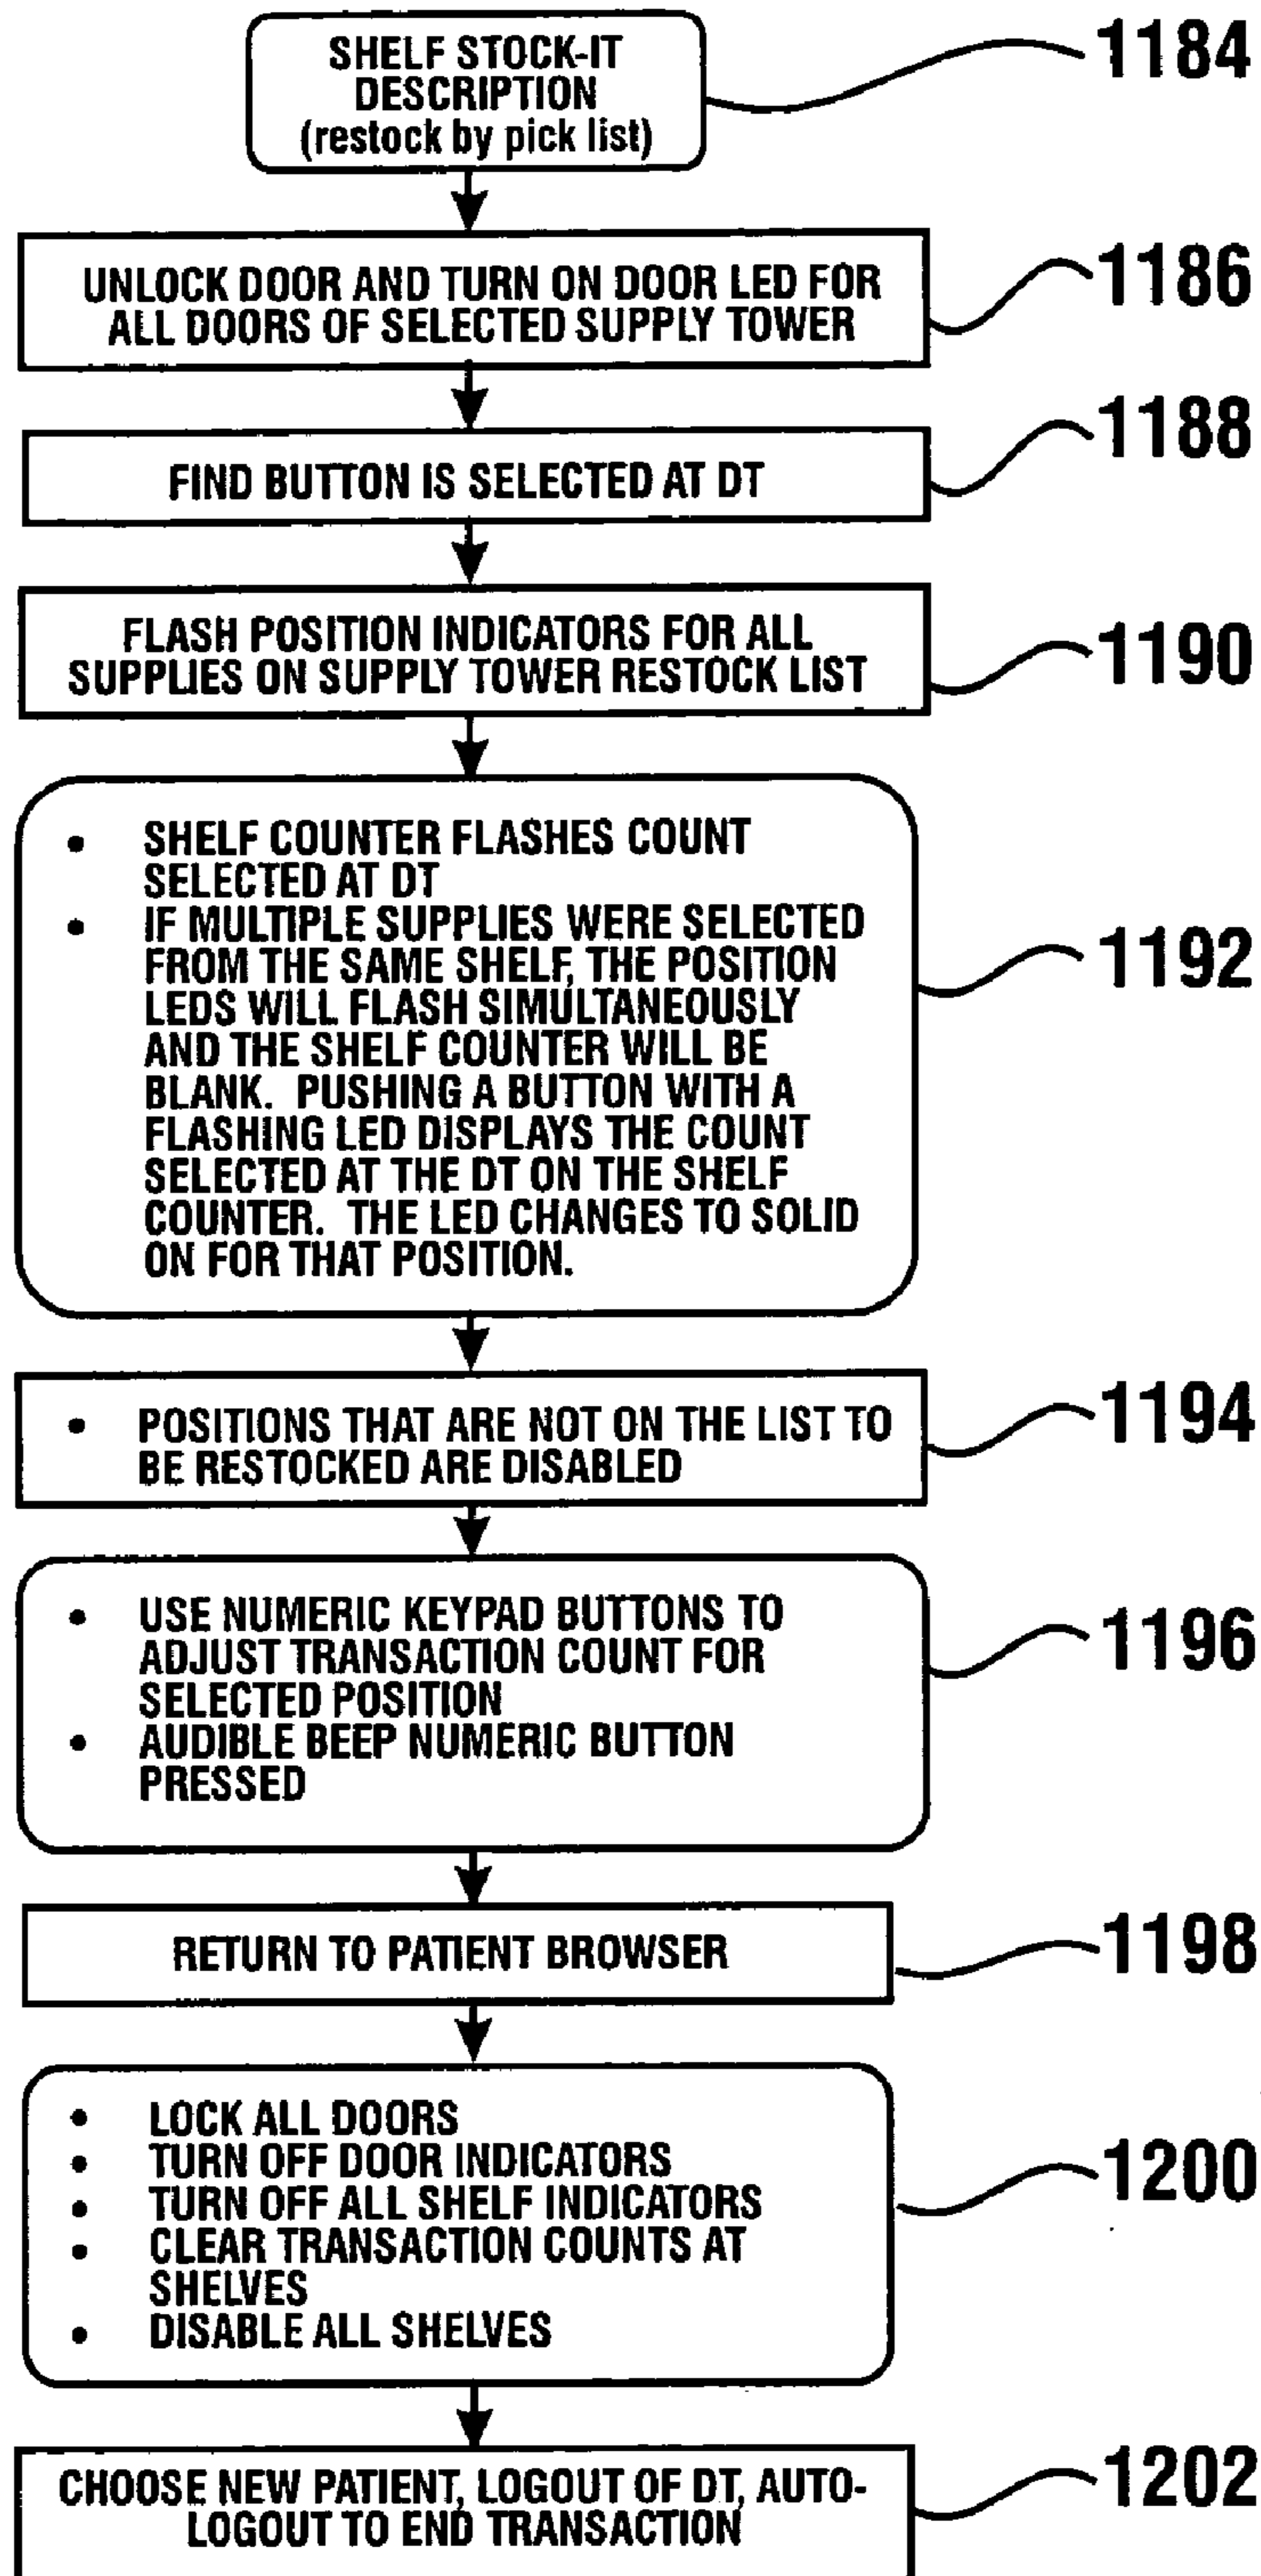 SHELF STOCK-IT
DESCRIPTION
(restock by pick list)
1184
UNLOCK DOOR AND TURN ON DOOR LED FOR
ALL DOORS OF SELECTED SUPPLY TOWER
1186
FIND BUTTON IS SELECTED AT DT
1188
FLASH POSITION INDICATORS FOR ALL
SUPPLIES ON SUPPLY TOWER RESTOCK LIST
1190
• SHELF COUNTER FLASHES COUNT
SELECTED AT DT
• IF MULTIPLE SUPPLIES WERE SELECTED
FROM THE SAME SHELF, THE POSITION
LEDS WILL FLASH SIMULTANEOUSLY
AND THE SHELF COUNTER WILL BE
BLANK. PUSHING A BUTTON WITH A
FLASHING LED DISPLAYS THE COUNT
SELECTED AT THE DT ON THE SHELF
COUNTER. THE LED CHANGES TO SOLID
ON FOR THAT POSITION.
1192
• POSITIONS THAT ARE NOT ON THE LIST TO
BE RESTOCKED ARE DISABLED
1194
• USE NUMERIC KEYPAD BUTTONS TO
ADJUST TRANSACTION COUNT FOR
SELECTED POSITION
• AUDIBLE BEEP NUMERIC BUTTON
PRESSED
1196
RETURN TO PATIENT BROWSER
1198
• LOCK ALL DOORS
• TURN OFF DOOR INDICATORS
• TURN OFF ALL SHELF INDICATORS
• CLEAR TRANSACTION COUNTS AT
SHELVES
• DISABLE ALL SHELVES
1200
CHOOSE NEW PATIENT, LOGOUT OF DT, AUTO-
LOGOUT TO END TRANSACTION
1202